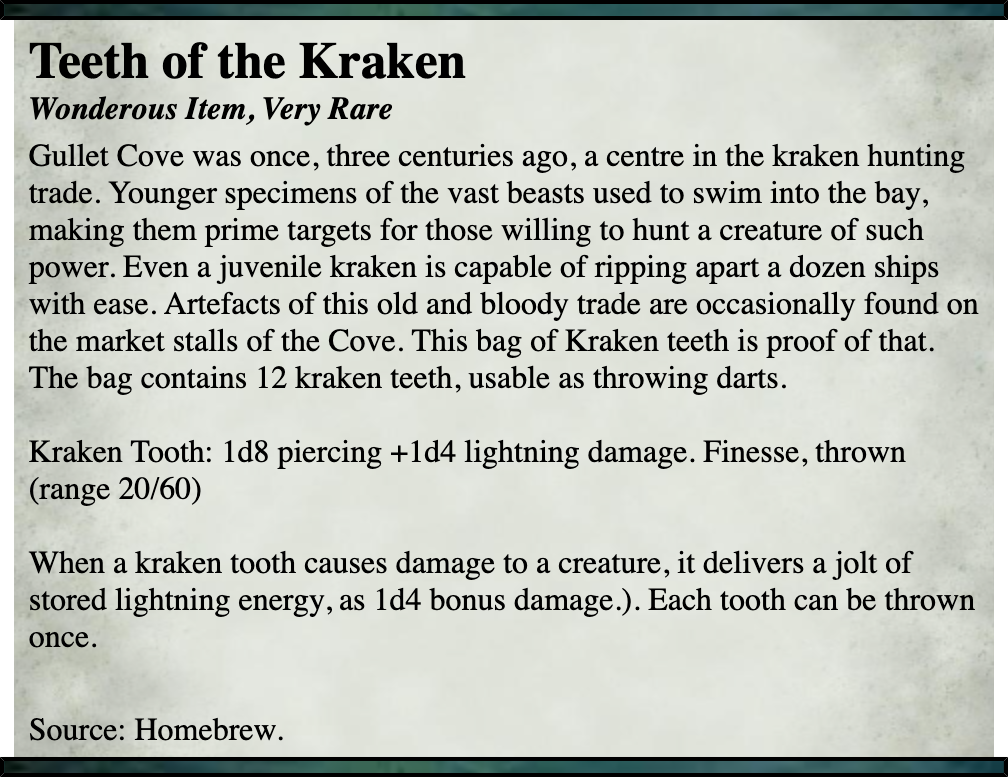 Teeth of the Kraken
Wonderous Item, Very Rare
Gullet Cove was once, three centuries ago, a centre in the kraken hunting
trade. Younger specimens of the vast beasts used to swim into the bay,
making them prime targets for those willing to hunt a creature of such
power. Even a juvenile kraken is capable of ripping apart a dozen ships
with ease. Artefacts of this old and bloody trade are occasionally found on
the market stalls of the Cove. This bag of Kraken teeth is proof of that.
The bag contains 12 kraken teeth, usable as throwing darts.
Kraken Tooth: 1d8 piercing +1d4 lightning damage. Finesse, thrown
(range 20/60)
When a kraken tooth causes damage to a creature, it delivers a jolt of
stored lightning energy, as 1d4 bonus damage.). Each tooth can be thrown
once.
Source: Homebrew.